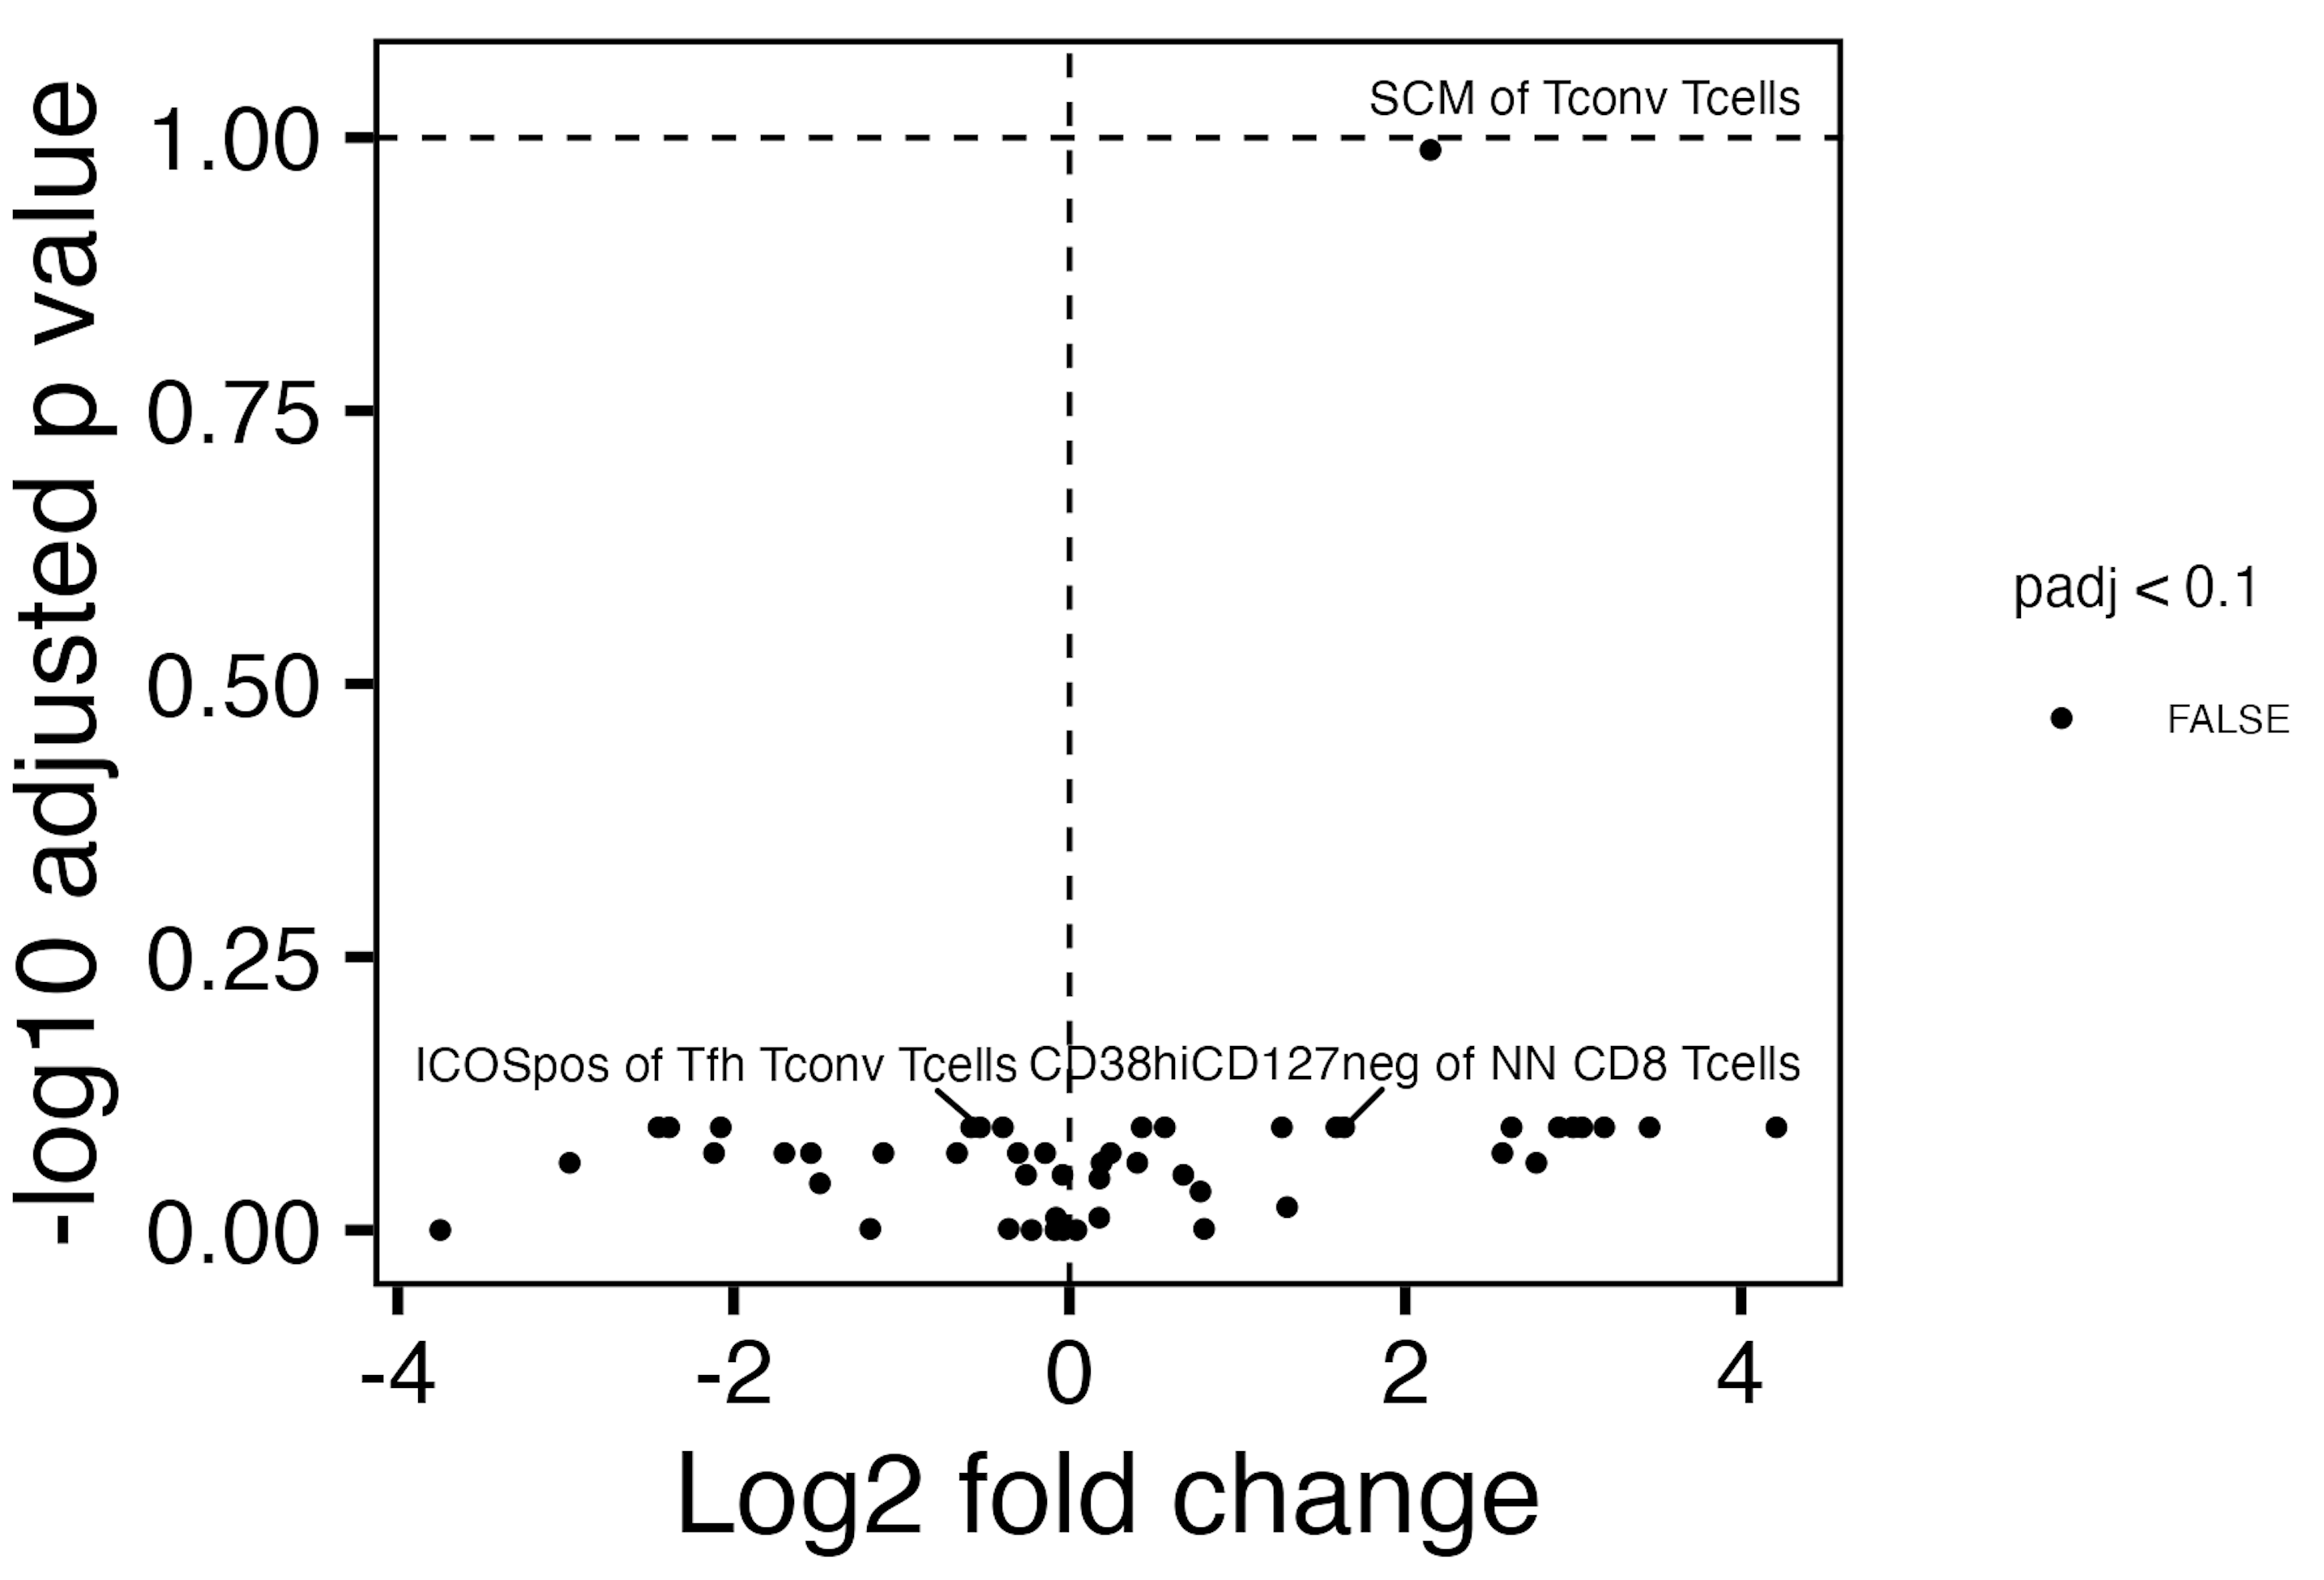 -log10 adjusted p value
1.00
0.75
0.50
0.25
0.00
SCM of Tconv Tcells
ICOSpos of Tfh Tconv Tcells
CD38hiCD127neg of NN CD8 Tcells
-4
-2
0
2
4
Log2 fold change
padj < 0.1
FALSE